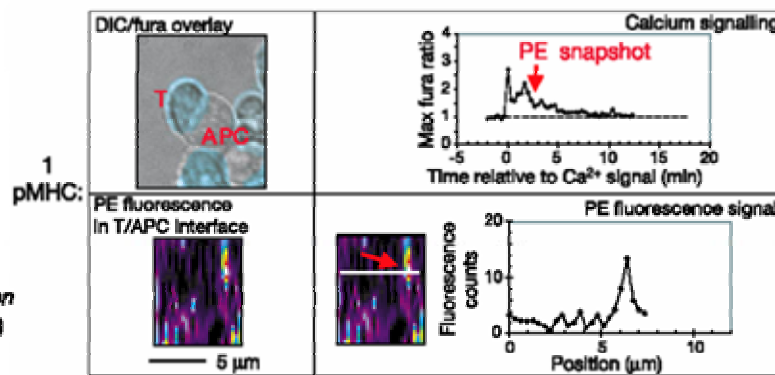 DIC/fura overlay
T
APC
Calcium signalling
Max fura ratio
4
3
2
1
0
PE snapshot
-5 0 5 10 15 20
Time relative to Ca2+ signal (min)
1
pMHC:
PE fluorescence
in T/APC interface
5 μm
PE fluorescence signal
Fluorescence
counts
20
10
0
0 5 10
Position (μm)